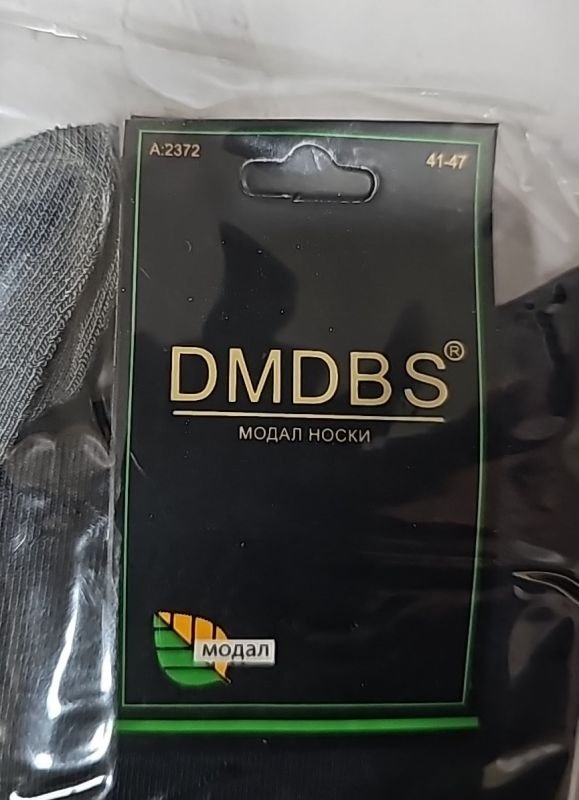 A:2372
41-47
DMDBS®
МОДАЛ НОСКИ
модал